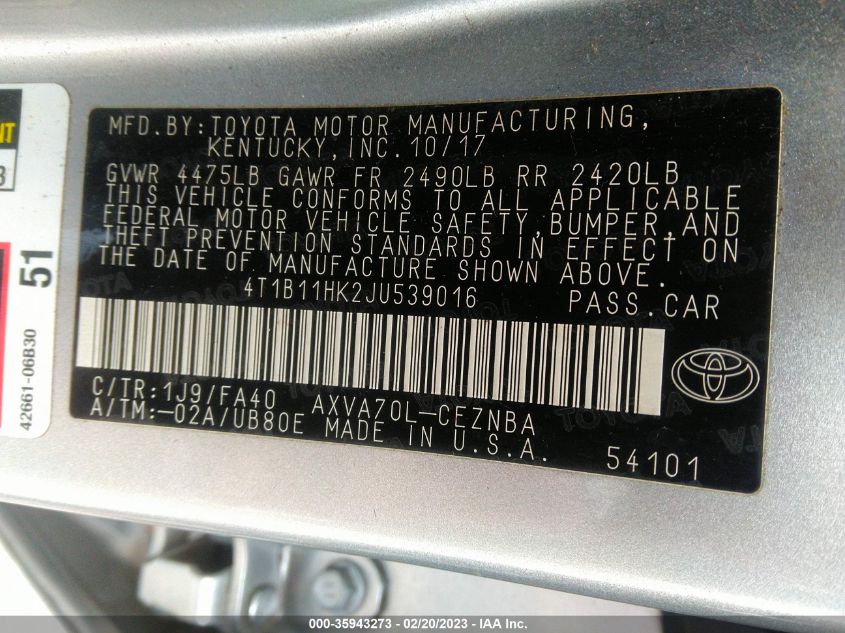 MFD.BY:TOYOTA MOTOR MANUFACTURING,
KENTUCKY,INC.10/17
GVWR 4475LB GAWR FR 2490LB RR 2420LB
THIS VEHICLE CONFORMS TO ALL APPLICABLE
FEDERAL MOTOR VEHICLE SAFETY,BUMPER,AND
THEFT PREVENTION STANDARDS IN EFFECT ON
THE DATE OF MANUFACTURE SHOWN ABOVE.
4T1B11HK2JU539016 PASS.CAR
C/TR:1J9/FA40 AXVA70L-CEZNBA
A/TM:-02A/UB80E MADE IN U.S.A.
54101
51
42661-06B30
000-35943273 - 02/20/2023 - IAA Inc.